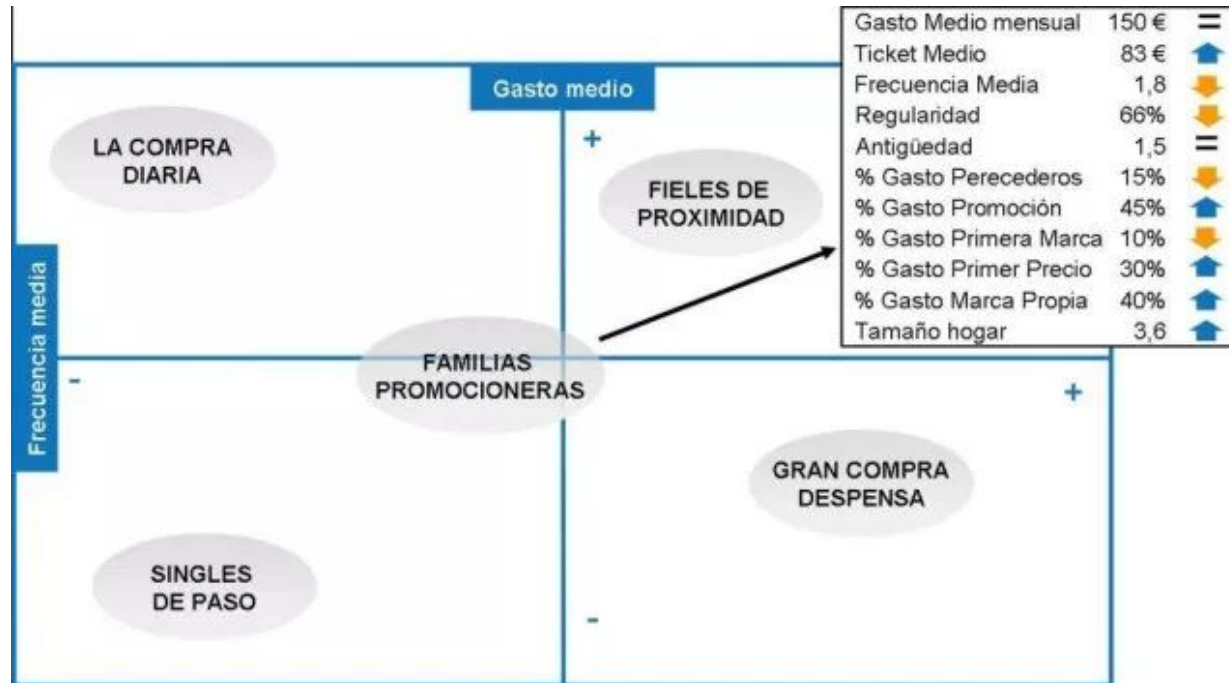 Gasto Medio mensual 150 € =
Ticket Medio 83 €
Frecuencia Media 1,8
Regularidad 66%
Antigüedad 1,5 =
% Gasto Perecederos 15%
% Gasto Promoción 45%
% Gasto Primera Marca 10%
% Gasto Primer Precio 30%
% Gasto Marca Propia 40%
Tamaño hogar 3,6
Gasto medio
+
LA COMPRA
DIARIA
FIELES DE
PROXIMIDAD
Frecuencia media
-
FAMILIAS
PROMOCIONERAS
+
GRAN COMPRA
DESPENSA
SINGLES
DE PASO
-